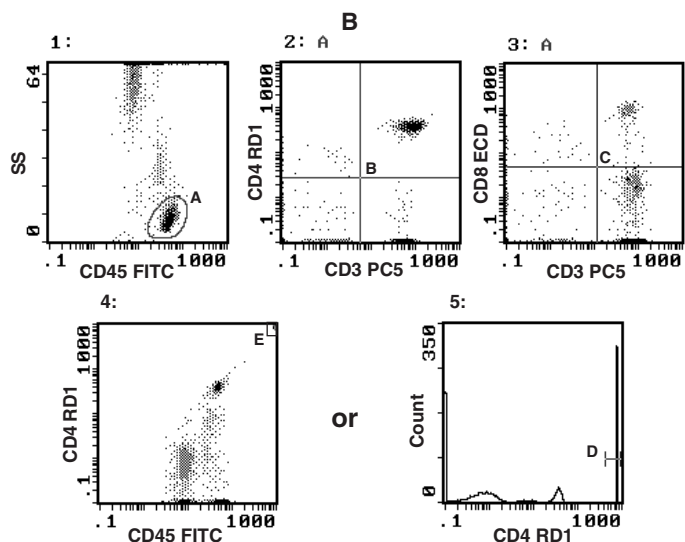 B
1:
64
SS
0
A
.1 1000
CD45 FITC
2: A
1000
CD4 RD1
.1
B
.1 1000
CD3 PC5
3: A
1000
CD8 ECD
.1
C
.1 1000
CD3 PC5
4:
1000
CD4 RD1
.1
E
.1 1000
CD45 FITC
or
5:
350
Count
0
D
.1 1000
CD4 RD1